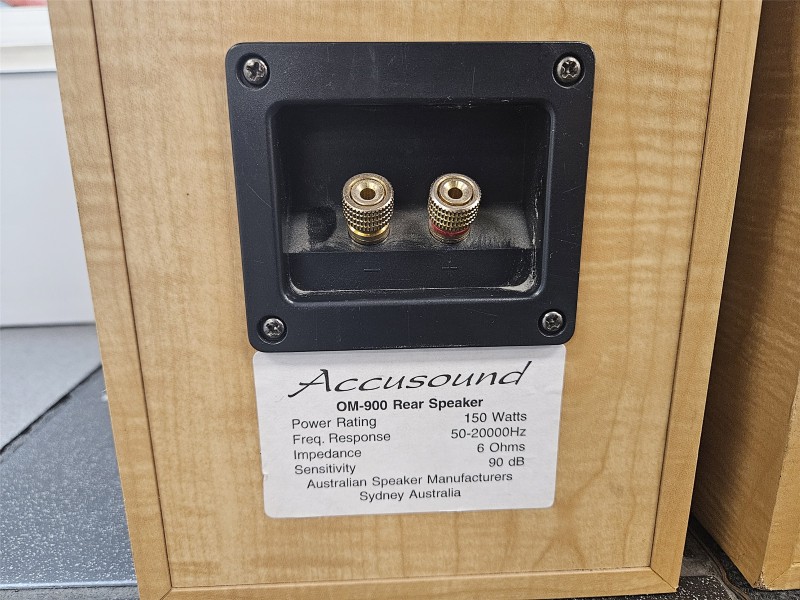 Accusound
OM-900 Rear Speaker
Power Rating 150 Watts
Freq. Response 50-20000Hz
Impedance 6 Ohms
Sensitivity 90 dB
Australian Speaker Manufacturers
Sydney Australia